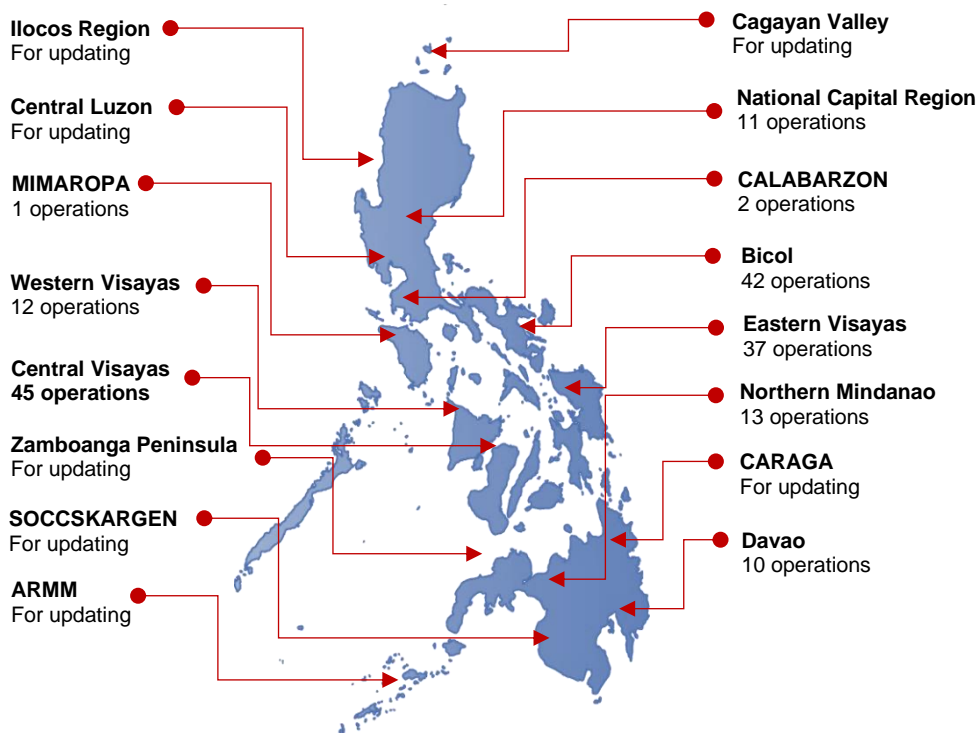 Ilocos Region
For updating
Central Luzon
For updating
MIMAROPA
1 operations
Western Visayas
12 operations
Central Visayas
45 operations
Zamboanga Peninsula
For updating
SOCCSKARGEN
For updating
ARMM
For updating
Cagayan Valley
For updating
National Capital Region
11 operations
CALABARZON
2 operations
Bicol
42 operations
Eastern Visayas
37 operations
Northern Mindanao
13 operations
CARAGA
For updating
Davao
10 operations